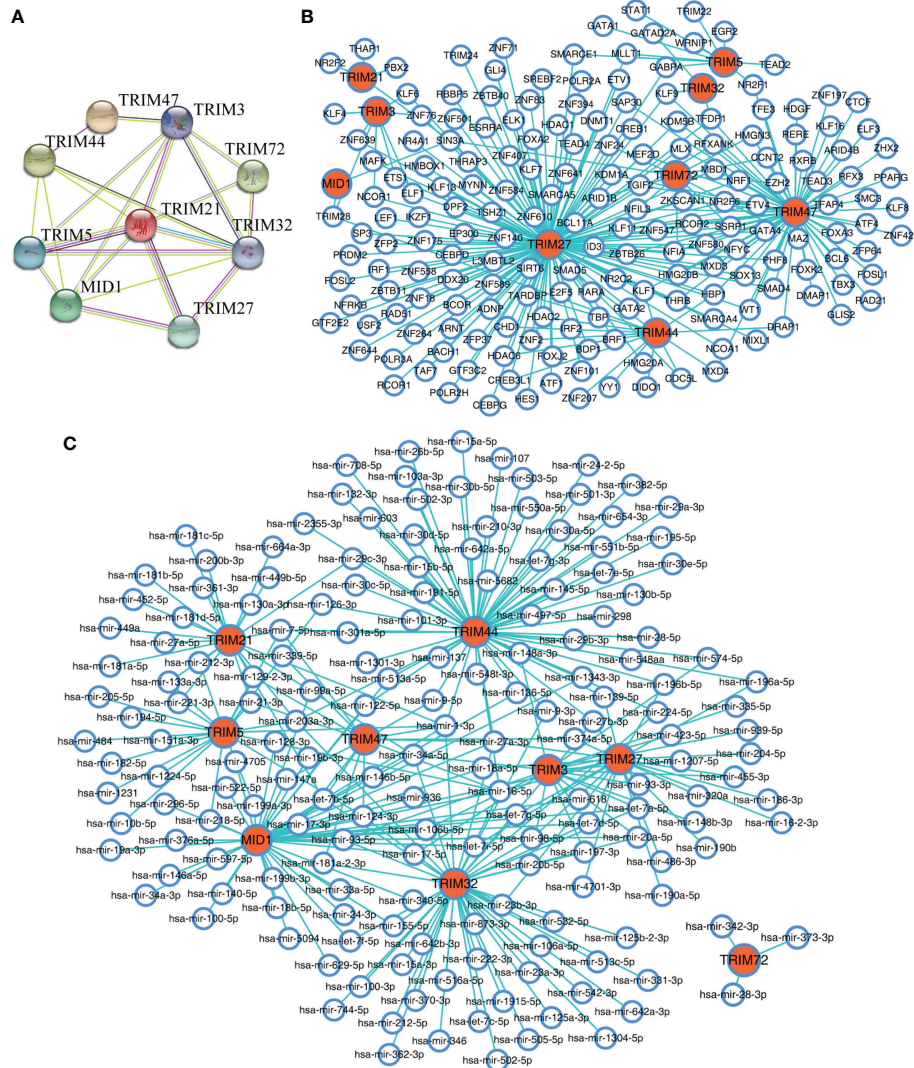 A
TRIM47
TRIM3
TRIM44
TRIM72
TRIM21
TRIM32
TRIM5
MID1
TRIM27
B
STAT1
TRIM22
GATA1
EGR2
GATAD2A
WRNIP1
THAP1
TRIM24
ZNF71
SMARCE1
MLLT1
TRIM5
NR2F2
PBX2
GLI4
SREBF2
POLR2A
GABPA
TEAD2
TRIM21
ETV1
TRIM32
NR2F1
KLF6
RBBP5
ZBTB40
ZNF83
ZNF394
SAP30
KLF9
TFE3
HDGF
ZNF197
CTCF
KLF4
TRIM3
ZNF76
ZNF501
ELK1
HDAC1
DNMT1
KDM5B
TFDP1
ESRRA
FOXA2
TEAD4
ZNF24
CREB1
RFXANK
HMGN3
RERE
KLF16
ELF3
ZNF639
NR4A1
SIN3A
ZNF407
MEF2D
MLX
CCNT2
ARID4B
ZHX2
MAFK
HMBOX1
THRAP3
KLF7
ZNF641
KDM1A
MBD1
RXRB
RFX3
PPARG
ETS1
KLF13
MYNN
ZNF584
SMARCA5
ARID1B
TGIF2
TRIM72
NRF1
EZH2
TEAD3
MID1
NCOR1
ELF1
DPF2
ZNF610
BCL11A
NFIL3
ZKSCAN1
NR2F6
ETV4
TRIM47
TFAP4
SMC3
KLF8
TRIM28
LEF1
IKZF1
TSHZ1
KLF11
ZNF547
RCOR2
SSRP1
GATA4
FOXA3
ATF4
ZNF42
SP3
ZFP2
ZNF175
EP300
ZNF140
TRIM27
ID3
ZNF580
NFYC
MAZ
BCL6
ZFP64
PRDM2
CEBPD
L3MBTL2
ZBTB26
NFIA
MXD3
PHF8
FOSL1
FOSL2
IRF1
ZNF558
DDX20
SIRT6
SMAD5
NR2C2
HMG20B
SOX13
FOXK2
TBX3
NFRKB
ZBTB11
ZNF18
ZNF589
E2F5
RARA
KLF1
THRB
HBP1
SMAD4
DMAP1
RAD21
GTF2E2
USF2
RAD51
BCOR
ADNP
TARDBP
HDAC2
TBP
GATA2
SMARCA4
WT1
GLIS2
ZNF644
ZNF264
ARNT
ZFP37
CHD1
ZNF2
IRF2
BRF1
TRIM44
DRAP1
MIXL1
POLR3A
BACH1
HDAC6
FOXJ2
BDP1
HMG20A
NCOA1
RCOR1
TAF7
GTF3C2
CREB3L1
ATF1
ZNF101
YY1
DIDO1
CDC5L
MXD4
POLR2H
CEBPG
HES1
ZNF207
C
hsa-mir-15a-5p
hsa-mir-26b-5p
hsa-mir-107
hsa-mir-708-5p
hsa-mir-24-2-5p
hsa-mir-103a-3p
hsa-mir-503-5p
hsa-mir-382-5p
hsa-mir-132-3p
hsa-mir-30b-5p
hsa-mir-501-3p
hsa-mir-502-3p
hsa-mir-550a-5p
hsa-mir-29a-3p
hsa-mir-2355-3p
hsa-mir-603
hsa-mir-210-3p
hsa-mir-654-3p
hsa-mir-181c-5p
hsa-mir-30d-5p
hsa-mir-30a-5p
hsa-mir-195-5p
hsa-mir-664a-3p
hsa-mir-642a-5p
hsa-mir-551b-5p
hsa-mir-200b-3p
hsa-mir-29c-3p
hsa-let-7g-3p
hsa-mir-30e-5p
hsa-mir-181b-5p
hsa-mir-449b-5p
hsa-mir-15b-5p
hsa-let-7e-5p
hsa-mir-361-3p
hsa-mir-30c-5p
hsa-mir-191-5p
hsa-mir-5682
hsa-mir-145-5p
hsa-mir-130b-5p
hsa-mir-452-5p
hsa-mir-130a-3p
hsa-mir-126-3p
hsa-mir-181d-5p
hsa-mir-101-3p
hsa-mir-497-5p
hsa-mir-298
hsa-mir-449a
hsa-mir-7-5p
hsa-mir-301a-5p
TRIM44
hsa-mir-27a-5p
TRIM21
hsa-mir-29b-3p
hsa-mir-28-5p
hsa-mir-339-5p
hsa-mir-137
hsa-mir-148a-3p
hsa-mir-548aa
hsa-mir-574-5p
hsa-mir-181a-5p
hsa-mir-212-3p
hsa-mir-1301-3p
hsa-mir-133a-3p
hsa-mir-129-2-3p
hsa-mir-513a-5p
hsa-mir-548t-3p
hsa-mir-1343-3p
hsa-mir-196b-5p
hsa-mir-196a-5p
hsa-mir-205-5p
hsa-mir-221-3p
hsa-mir-21-3p
hsa-mir-99a-5p
hsa-mir-122-5p
hsa-mir-9-5p
hsa-mir-136-5p
hsa-mir-139-5p
hsa-mir-224-5p
hsa-mir-335-5p
hsa-mir-194-5p
hsa-mir-203a-3p
hsa-mir-9-3p
hsa-mir-27b-3p
TRIM5
hsa-mir-1-3p
hsa-mir-374a-5p
hsa-mir-423-5p
hsa-mir-939-5p
hsa-mir-484
hsa-mir-151a-3p
hsa-mir-128-3p
TRIM47
hsa-mir-27a-3p
hsa-mir-182-5p
hsa-mir-4705
hsa-mir-19b-3p
hsa-mir-34a-5p
TRIM3
TRIM27
hsa-mir-1207-5p
hsa-mir-204-5p
hsa-mir-1224-5p
hsa-mir-147a
hsa-mir-146b-5p
hsa-mir-18a-5p
hsa-mir-93-3p
hsa-mir-455-3p
hsa-mir-1231
hsa-mir-522-5p
hsa-let-7b-5p
hsa-mir-936
hsa-mir-16-5p
hsa-mir-618
hsa-mir-320a
hsa-mir-186-3p
hsa-mir-296-5p
hsa-mir-199a-3p
hsa-mir-124-3p
hsa-let-7g-5p
hsa-let-7a-5p
hsa-mir-148b-3p
hsa-mir-16-2-3p
hsa-mir-10b-5p
hsa-mir-218-5p
hsa-mir-17-3p
hsa-mir-106b-5p
hsa-let-7d-5p
hsa-mir-20a-5p
hsa-mir-376a-5p
MID1
hsa-mir-93-5p
hsa-let-7i-5p
hsa-mir-98-5p
hsa-mir-190b
hsa-mir-19a-3p
hsa-mir-597-5p
hsa-mir-181a-2-3p
hsa-mir-17-5p
hsa-mir-20b-5p
hsa-mir-197-3p
hsa-mir-486-3p
hsa-mir-146a-5p
hsa-mir-199b-3p
hsa-mir-33a-5p
TRIM32
hsa-mir-4701-3p
hsa-mir-190a-5p
hsa-mir-34a-3p
hsa-mir-140-5p
hsa-mir-340-5p
hsa-mir-23b-3p
hsa-mir-100-5p
hsa-mir-18b-5p
hsa-mir-24-3p
hsa-mir-155-5p
hsa-mir-873-3p
hsa-mir-532-5p
hsa-mir-342-3p
hsa-mir-373-3p
hsa-mir-5094
hsa-let-7f-5p
hsa-mir-642b-3p
hsa-mir-106a-5p
hsa-mir-125b-2-3p
hsa-mir-629-5p
hsa-mir-15a-3p
hsa-mir-222-3p
hsa-mir-513c-5p
TRIM72
hsa-mir-100-3p
hsa-mir-516a-5p
hsa-mir-23a-3p
hsa-mir-331-3p
hsa-mir-28-3p
hsa-mir-744-5p
hsa-mir-370-3p
hsa-mir-1915-5p
hsa-mir-542-3p
hsa-mir-642a-3p
hsa-mir-212-5p
hsa-let-7c-5p
hsa-mir-125a-3p
hsa-mir-362-3p
hsa-mir-346
hsa-mir-505-5p
hsa-mir-1304-5p
hsa-mir-502-5p